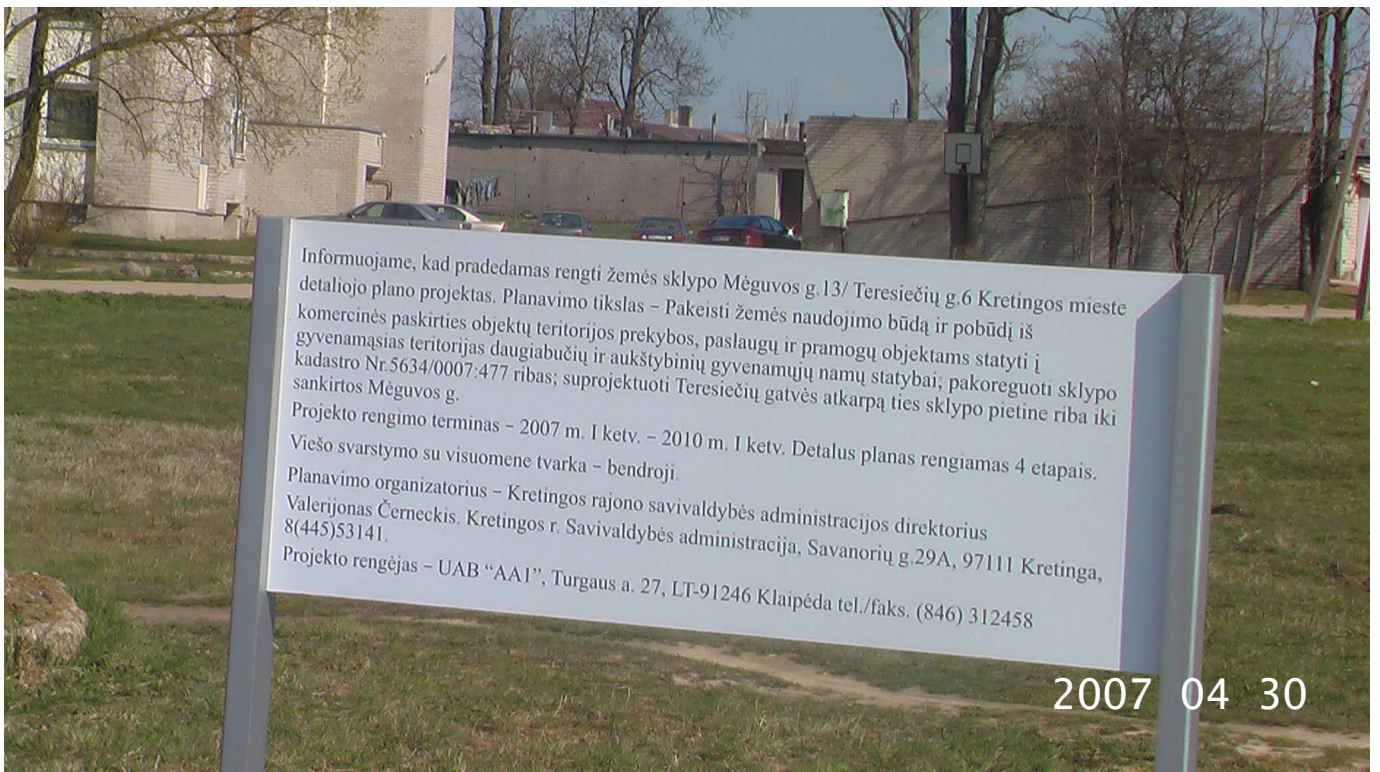 Informuojame, kad pradedamas rengti žemės sklypo Mėguvos g.13/ Teresiečių g.6 Kretingos mieste
detaliojo plano projektas. Planavimo tikslas – Pakeisti žemės naudojimo būdą ir pobūdį iš
komercinės paskirties objektų teritorijos prekybos, paslaugų ir pramogų objektams statyti į
gyvenamąsias teritorijas daugiabučių ir aukštybinių gyvenamųjų namų statybai; pakoreguoti sklypo
kadastro Nr.5634/0007:477 ribas; suprojektuoti Teresiečių gatvės atkarpą ties sklypo pietine riba iki
sankirtos Mėguvos g.
Projekto rengimo terminas – 2007 m. I ketv. – 2010 m. I ketv. Detalus planas rengiamas 4 etapais.
Viešo svarstymo su visuomene tvarka – bendroji.
Planavimo organizatorius – Kretingos rajono savivaldybės administracijos direktorius
Valerijonas Černeckis. Kretingos r. Savivaldybės administracija, Savanorių g.29A, 97111 Kretinga,
8(445)53141.
Projekto rengėjas – UAB “AA1”, Turgaus a. 27, LT-91246 Klaipėda tel./faks. (846) 312458
2007 04 30